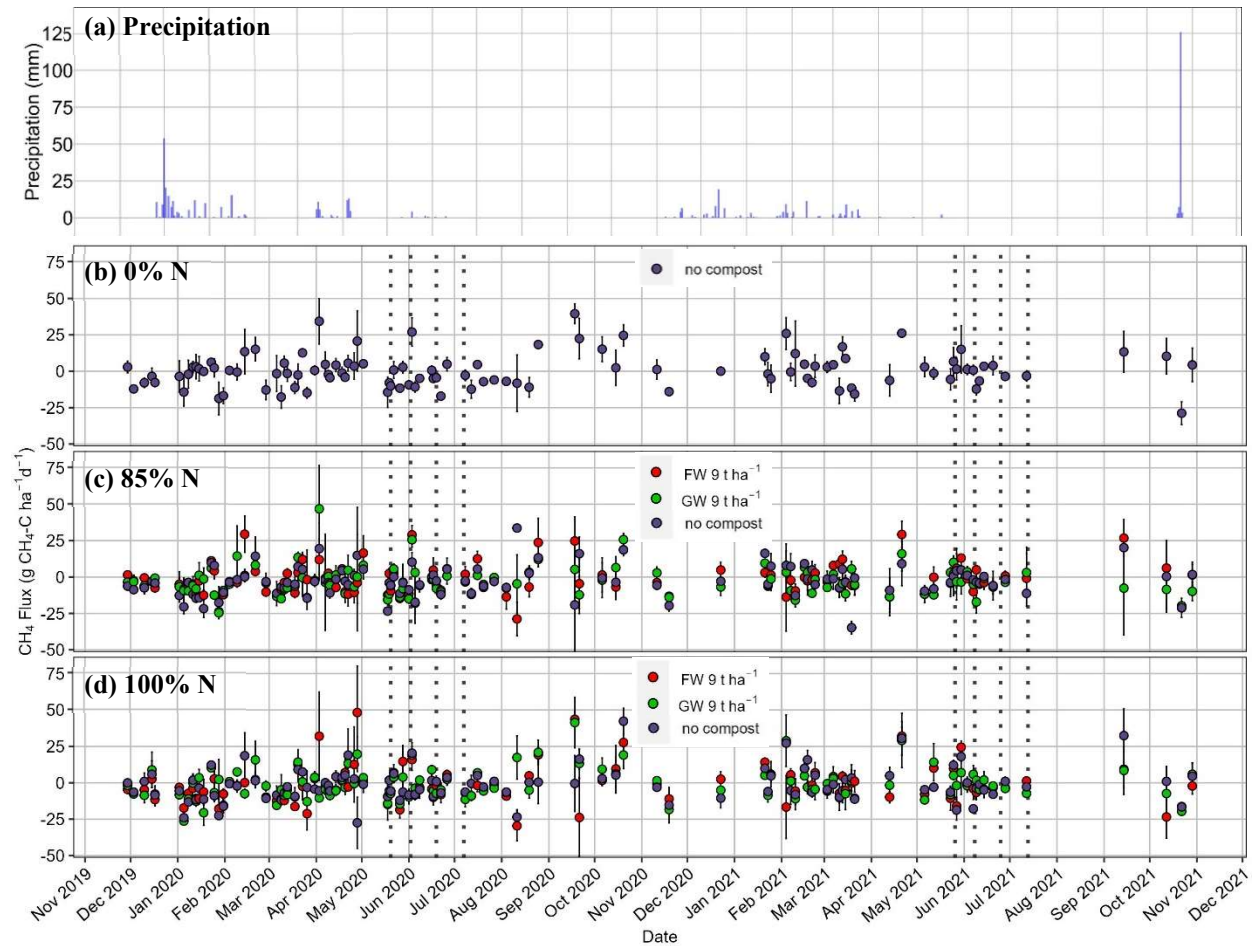 (a) Precipitation
Precipitation (mm)
125
100
75
50
25
0
(b) 0% N
no compost
75
50
25
0
-25
-50
CH₄ Flux (g CH₄-C ha⁻¹d⁻¹)
(c) 85% N
FW 9 t ha⁻¹
GW 9 t ha⁻¹
no compost
75
50
25
0
-25
-50
(d) 100% N
FW 9 t ha⁻¹
GW 9 t ha⁻¹
no compost
75
50
25
0
-25
-50
Nov 2019
Dec 2019
Jan 2020
Feb 2020
Mar 2020
Apr 2020
May 2020
Jun 2020
Jul 2020
Aug 2020
Sep 2020
Oct 2020
Nov 2020
Dec 2020
Jan 2021
Feb 2021
Mar 2021
Apr 2021
May 2021
Jun 2021
Jul 2021
Aug 2021
Sep 2021
Oct 2021
Nov 2021
Dec 2021
Date